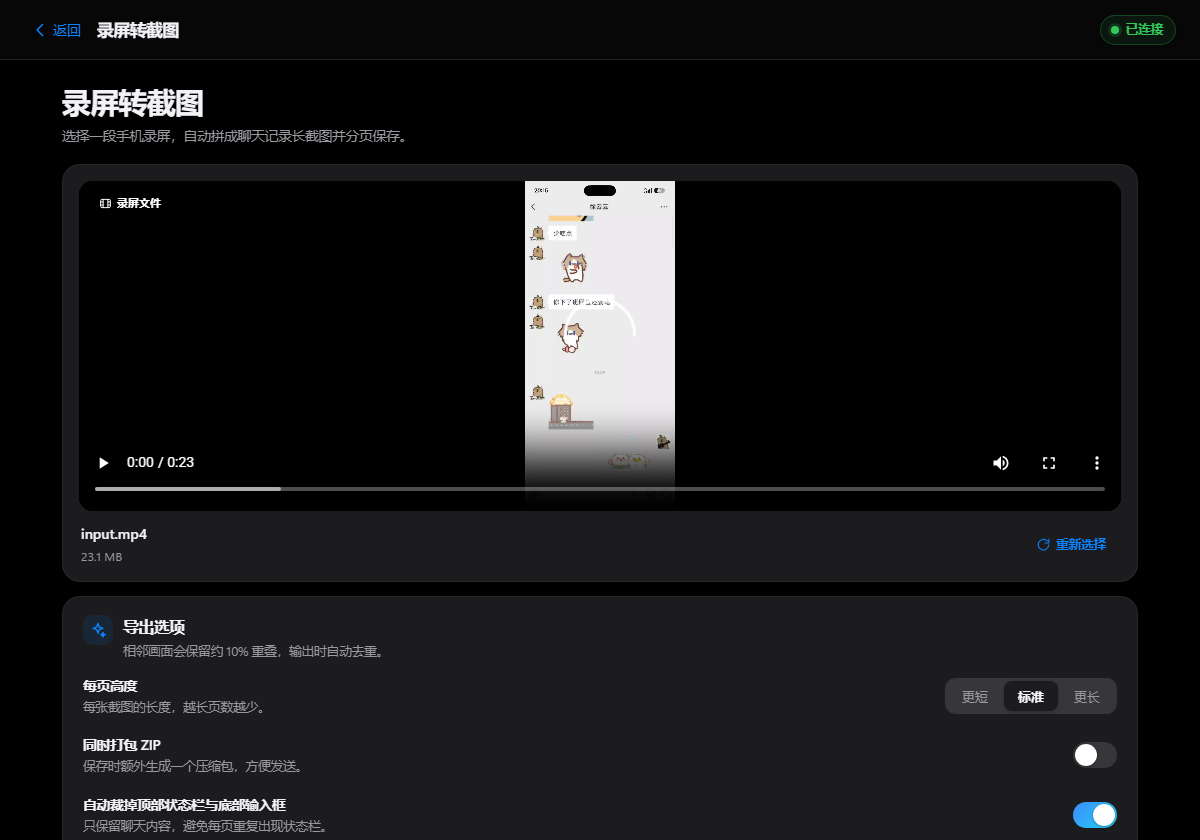 返回
录屏转截图
已连接
录屏转截图
选择一段手机录屏，自动拼成聊天记录长截图并分页保存。
录屏文件
少吃点
0:00 / 0:23
input.mp4
23.1 MB
重新选择
导出选项
相邻画面会保留约 10% 重叠，输出时自动去重。
每页高度
每张截图的长度，越长页数越少。
更短
标准
更长
同时打包 ZIP
保存时额外生成一个压缩包，方便发送。
自动裁掉顶部状态栏与底部输入框
只保留聊天内容，避免每页重复出现状态栏。